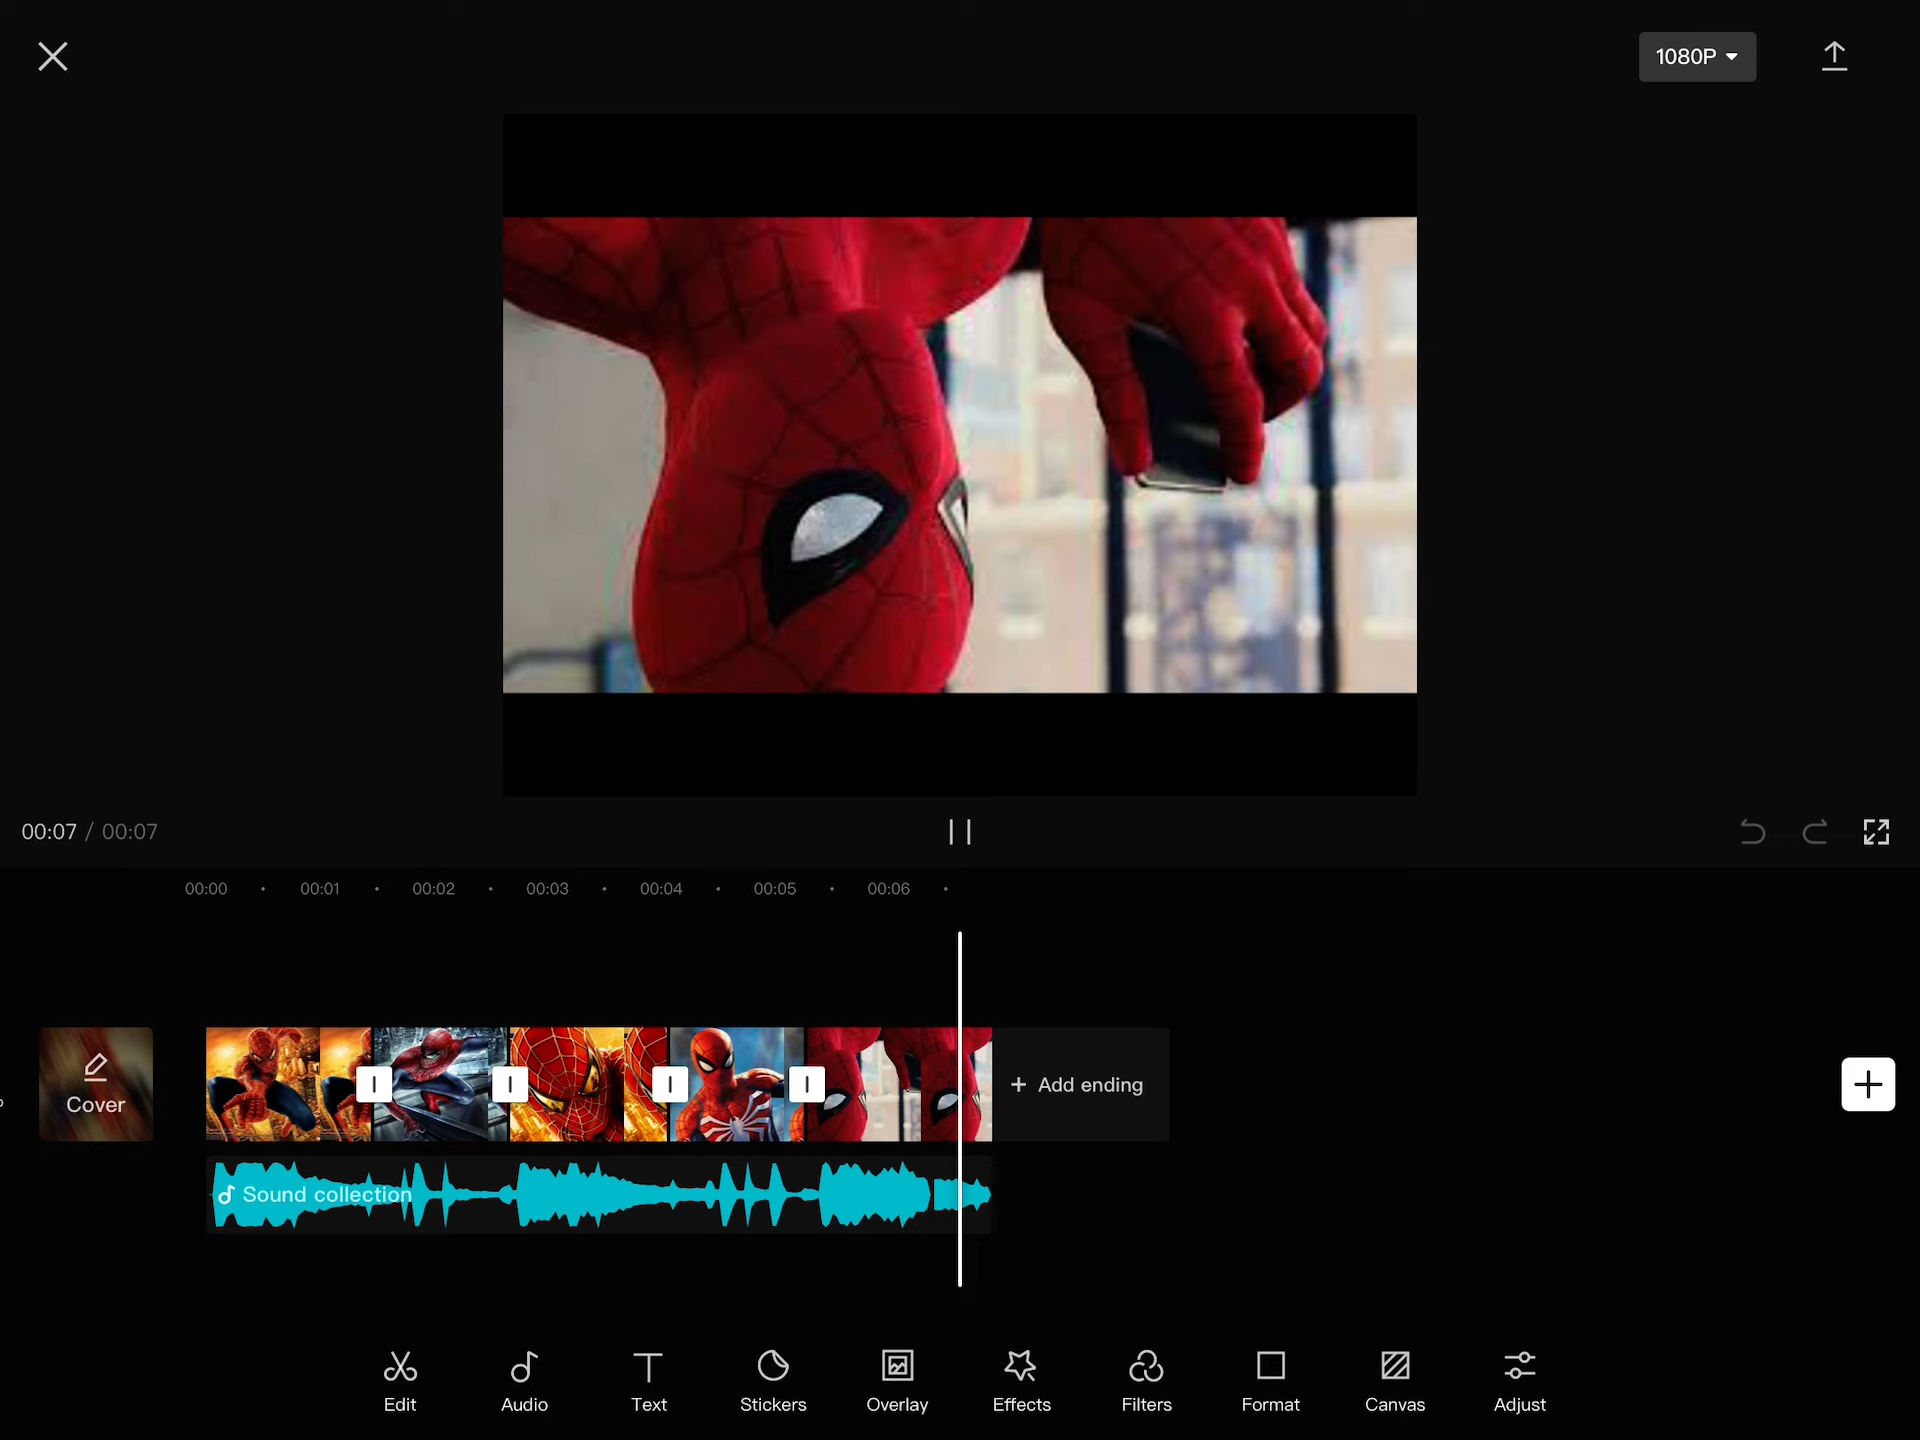 1080P
00:07 / 00:07
00:00 00:01 00:02 00:03 00:04 00:05 00:06
Cover
+ Add ending
Sound collection
Edit Audio Text Stickers Overlay Effects Filters Format Canvas Adjust